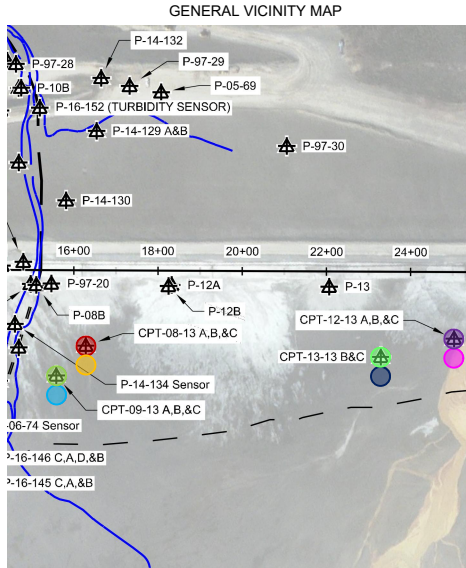 GENERAL VICINITY MAP
P-14-132
P-97-28
P-97-29
P-10B
P-05-69
P-16-152 (TURBIDITY SENSOR)
P-14-129 A&B
P-97-30
P-14-130
16+00 18+00 20+00 22+00 24+00
P-97-20
P-12A
P-13
P-08B
P-12B
CPT-12-13 A,B,&C
CPT-08-13 A,B,&C
CPT-13-13 B&C
P-14-134 Sensor
CPT-09-13 A,B,&C
-06-74 Sensor
P-16-146 C,A,D,&B
P-16-145 C,A,&B